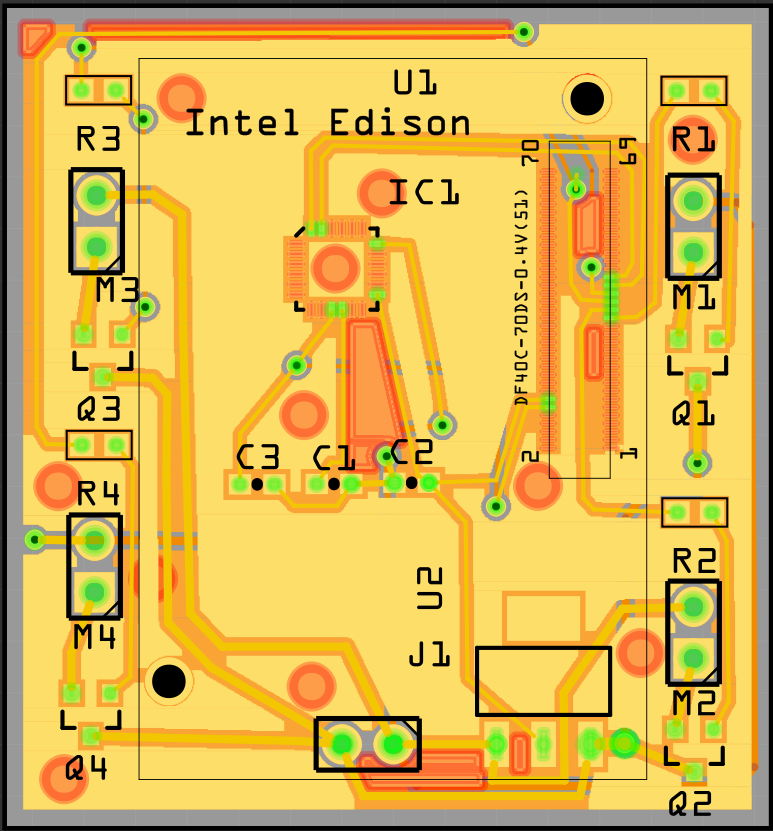 U1
Intel Edison
R3
70
69
R1
IC1
DF40C-70DS-0.4V(51)
M3
M1
Q3
Q1
C3
C1
C2
2
1
R4
R2
U2
M4
J1
M2
Q4
Q2